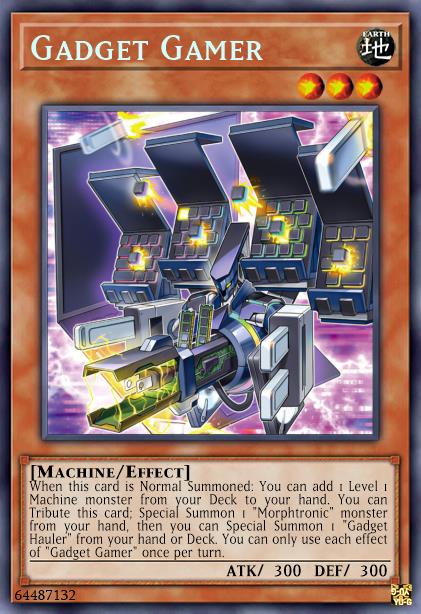 GADGET GAMER
EARTH
地
[MACHINE/EFFECT]
When this card is Normal Summoned: You can add 1 Level 1
Machine monster from your Deck to your hand. You can
Tribute this card; Special Summon 1 "Morphtronic" monster
from your hand, then you can Special Summon 1 "Gadget
Hauler" from your hand or Deck. You can only use each effect
of "Gadget Gamer" once per turn.
ATK/ 300 DEF/ 300
64487132